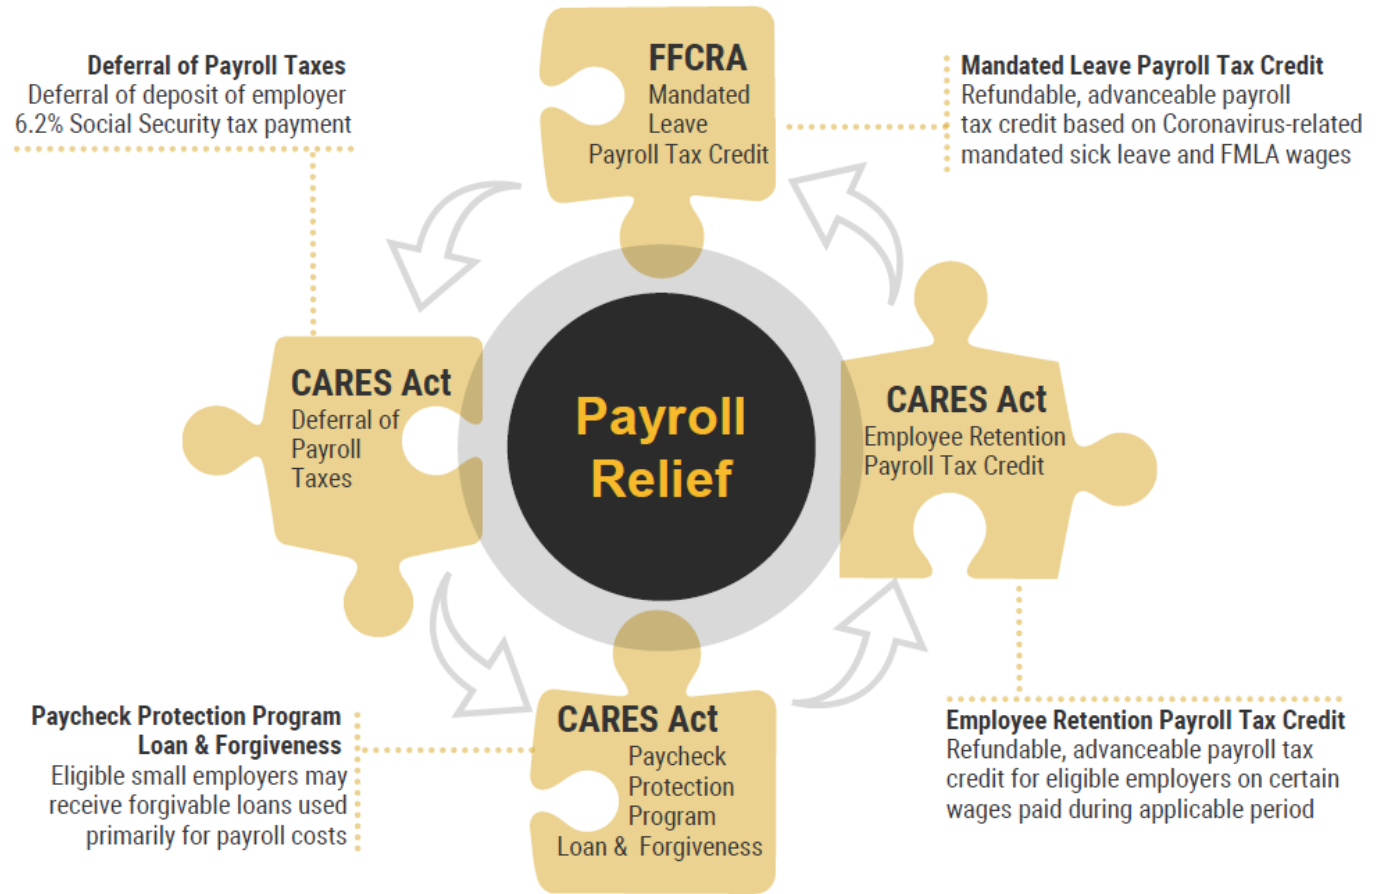 Deferral of Payroll Taxes
Deferral of deposit of employer
6.2% Social Security tax payment
FFCRA
Mandated
Leave
Payroll Tax Credit
Mandated Leave Payroll Tax Credit
Refundable, advanceable payroll
tax credit based on Coronavirus-related
mandated sick leave and FMLA wages
CARES Act
Deferral of
Payroll
Taxes
Payroll
Relief
CARES Act
Employee Retention
Payroll Tax Credit
Paycheck Protection Program
Loan & Forgiveness
Eligible small employers may
receive forgivable loans used
primarily for payroll costs
CARES Act
Paycheck
Protection
Program
Loan & Forgiveness
Employee Retention Payroll Tax Credit
Refundable, advanceable payroll tax
credit for eligible employers on certain
wages paid during applicable period